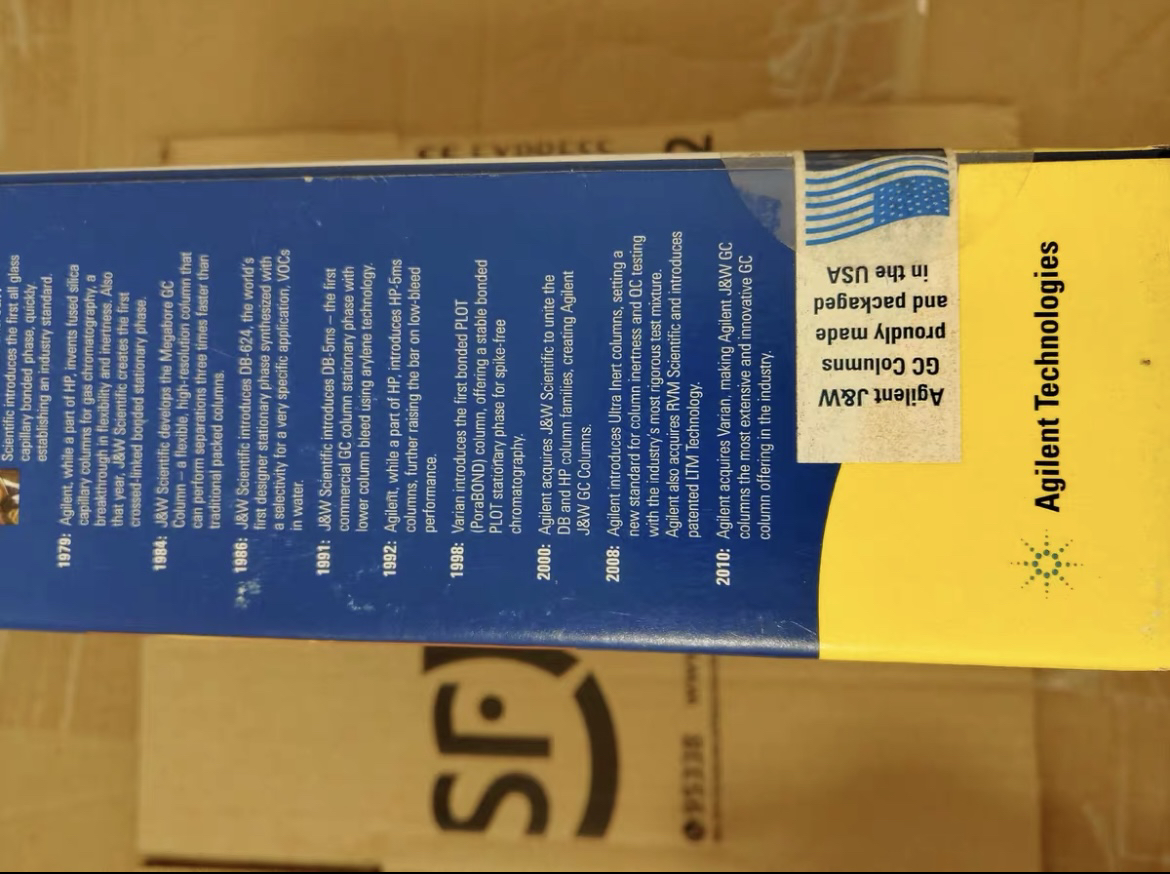 Scientific introduces the first all glass
capillary bonded phase, quickly
establishing an industry standard.
1979: Agilent, while a part of HP, invents fused silica
capillary columns for gas chromatography, a
breakthrough in flexibility and inertness. Also
that year, J&W Scientific creates the first
crossed-linked bonded stationary phase.
1984: J&W Scientific develops the Megabore GC
Column – a flexible, high-resolution column that
can perform separations three times faster than
traditional packed columns.
1986: J&W Scientific introduces DB-624, the world's
first designer stationary phase synthesized with
a selectivity for a very specific application, VOCs
in water.
1991: J&W Scientific introduces DB-5ms – the first
commercial GC column stationary phase with
lower column bleed using arylene technology.
1992: Agilent, while a part of HP, introduces HP-5ms
columns, further raising the bar on low-bleed
performance.
1998: Varian introduces the first bonded PLOT
(PoraBOND) column, offering a stable bonded
PLOT stationary phase for spike-free
chromatography.
2000: Agilent acquires J&W Scientific to unite the
DB and HP column families, creating Agilent
J&W GC Columns.
2008: Agilent introduces Ultra Inert columns, setting a
new standard for column inertness and QC testing
with the industry's most rigorous test mixture.
Agilent also acquires RVM Scientific and introduces
patented LTM Technology.
2010: Agilent acquires Varian, making Agilent J&W GC
columns the most extensive and innovative GC
column offering in the industry.
Agilent J&W
GC Columns
proudly made
and packaged
in the USA
Agilent Technologies
SF EXPRESS
2
SF
95338 www